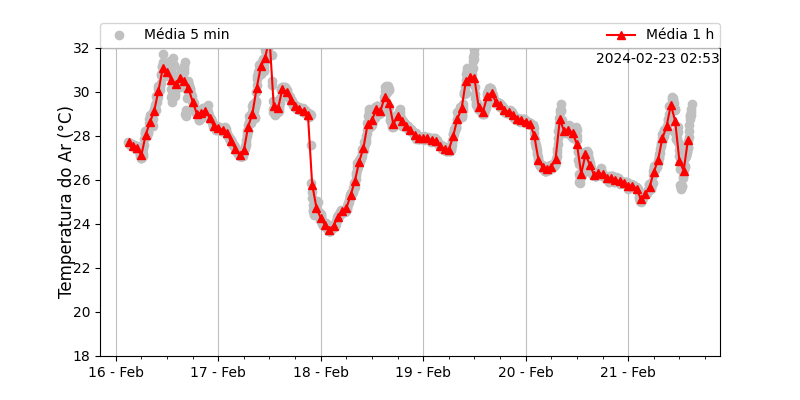 Média 5 min
Média 1 h
2024-02-23 02:53
Temperatura do Ar (°C)
32
30
28
26
24
22
20
18
16 - Feb
17 - Feb
18 - Feb
19 - Feb
20 - Feb
21 - Feb